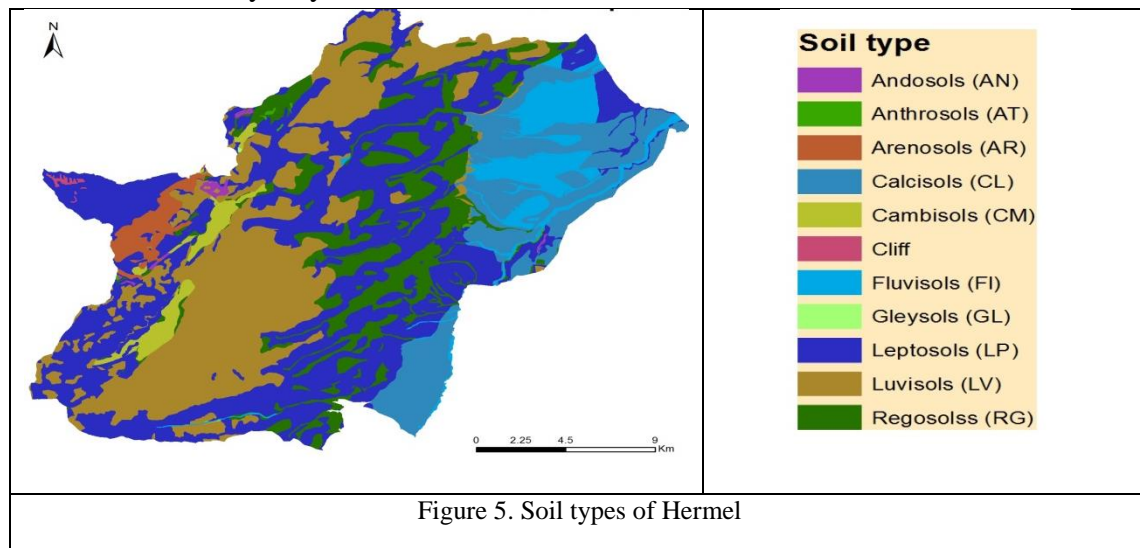 N
0 2.25 4.5 9
Km
Soil type
Andosols (AN)
Anthrosols (AT)
Arenosols (AR)
Calcisols (CL)
Cambisols (CM)
Cliff
Fluvisols (Fl)
Gleysols (GL)
Leptosols (LP)
Luvisols (LV)
Regosolss (RG)
Figure 5. Soil types of Hermel